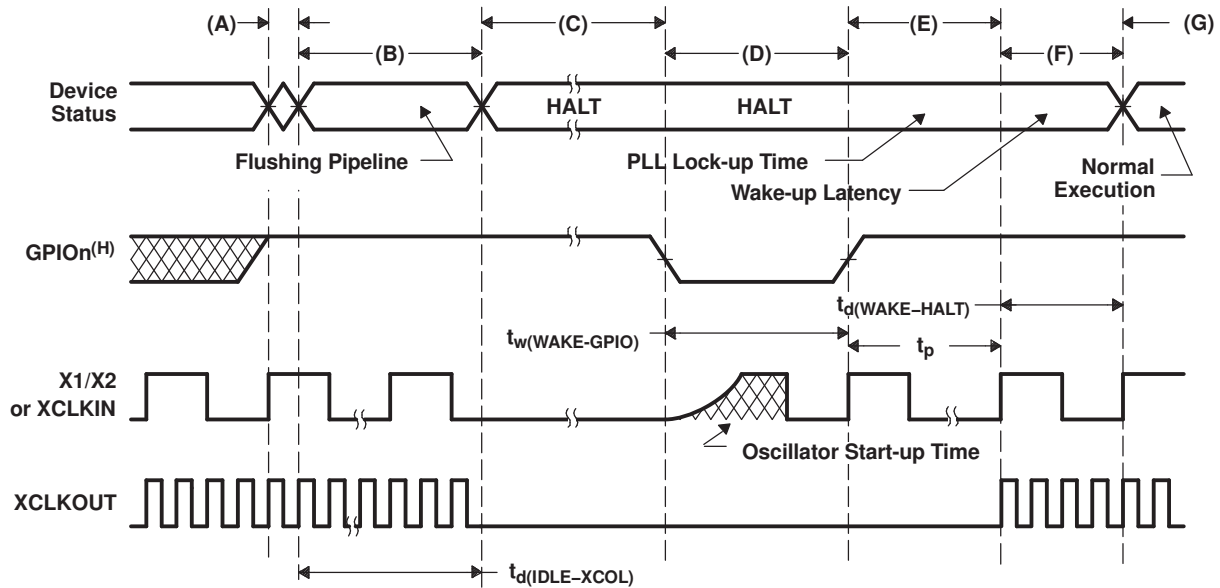 (A)
(B)
(C)
(D)
(E)
(F)
(G)
Device
Status
HALT
HALT
Flushing Pipeline
PLL Lock-up Time
Wake-up Latency
Normal
Execution
GPIOn(H)
td(WAKE−HALT)
tw(WAKE-GPIO)
tp
X1/X2
or XCLKIN
Oscillator Start-up Time
XCLKOUT
td(IDLE−XCOL)